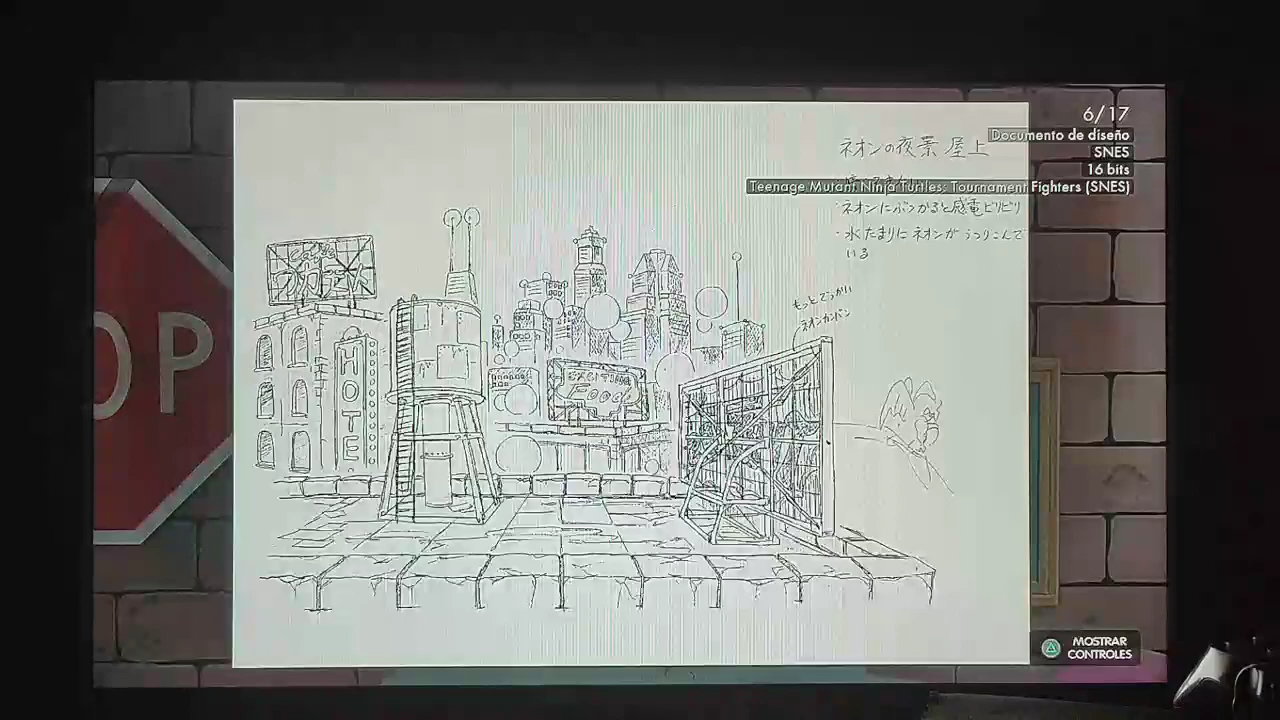 6/17
Documento de diseño
SNES
16 bits
Teenage Mutant Ninja Turtles: Tournament Fighters (SNES)
ネオンの夜景 屋上
・ネオンにぶつかると感電ビリビリ
・水たまりにネオンがうつりこんで
いる
もっとでっかい
ネオンカンバン
HOTE
EXCITING
Food
OP
MOSTRAR
CONTROLES